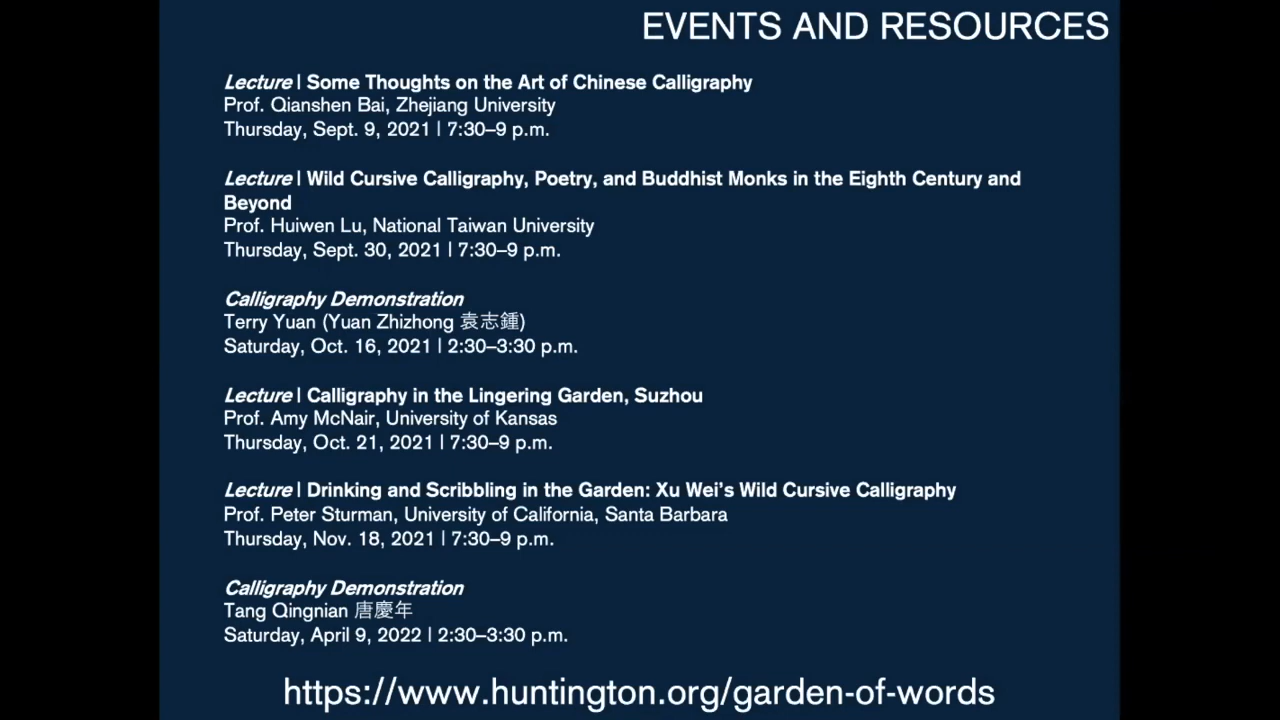 EVENTS AND RESOURCES
Lecture | Some Thoughts on the Art of Chinese Calligraphy
Prof. Qianshen Bai, Zhejiang University
Thursday, Sept. 9, 2021 | 7:30–9 p.m.
Lecture | Wild Cursive Calligraphy, Poetry, and Buddhist Monks in the Eighth Century and
Beyond
Prof. Huiwen Lu, National Taiwan University
Thursday, Sept. 30, 2021 | 7:30–9 p.m.
Calligraphy Demonstration
Terry Yuan (Yuan Zhizhong 袁志鍾)
Saturday, Oct. 16, 2021 | 2:30–3:30 p.m.
Lecture | Calligraphy in the Lingering Garden, Suzhou
Prof. Amy McNair, University of Kansas
Thursday, Oct. 21, 2021 | 7:30–9 p.m.
Lecture | Drinking and Scribbling in the Garden: Xu Wei’s Wild Cursive Calligraphy
Prof. Peter Sturman, University of California, Santa Barbara
Thursday, Nov. 18, 2021 | 7:30–9 p.m.
Calligraphy Demonstration
Tang Qingnian 唐慶年
Saturday, April 9, 2022 | 2:30–3:30 p.m.
https://www.huntington.org/garden-of-words